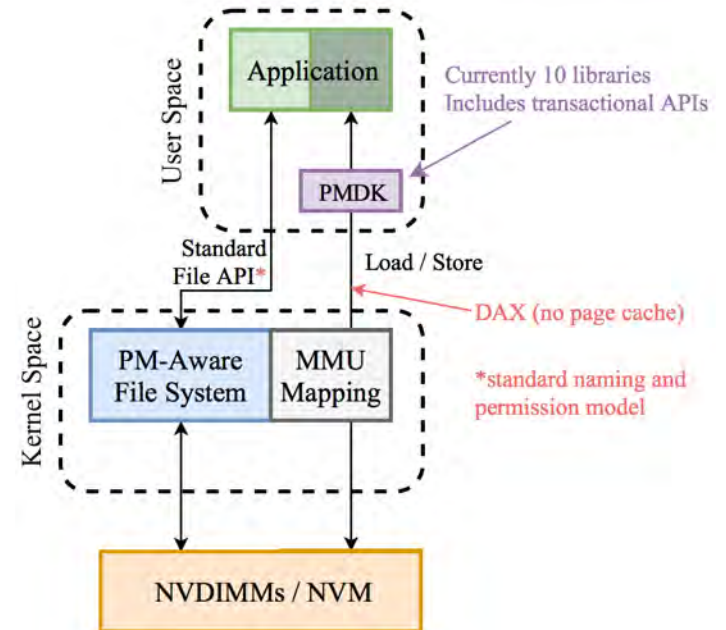 User Space
Application
Currently 10 libraries
Includes transactional APIs
PMDK
Standard
File API*
Load / Store
DAX (no page cache)
Kernel Space
PM-Aware
File System
MMU
Mapping
*standard naming and
permission model
NVDIMMs / NVM